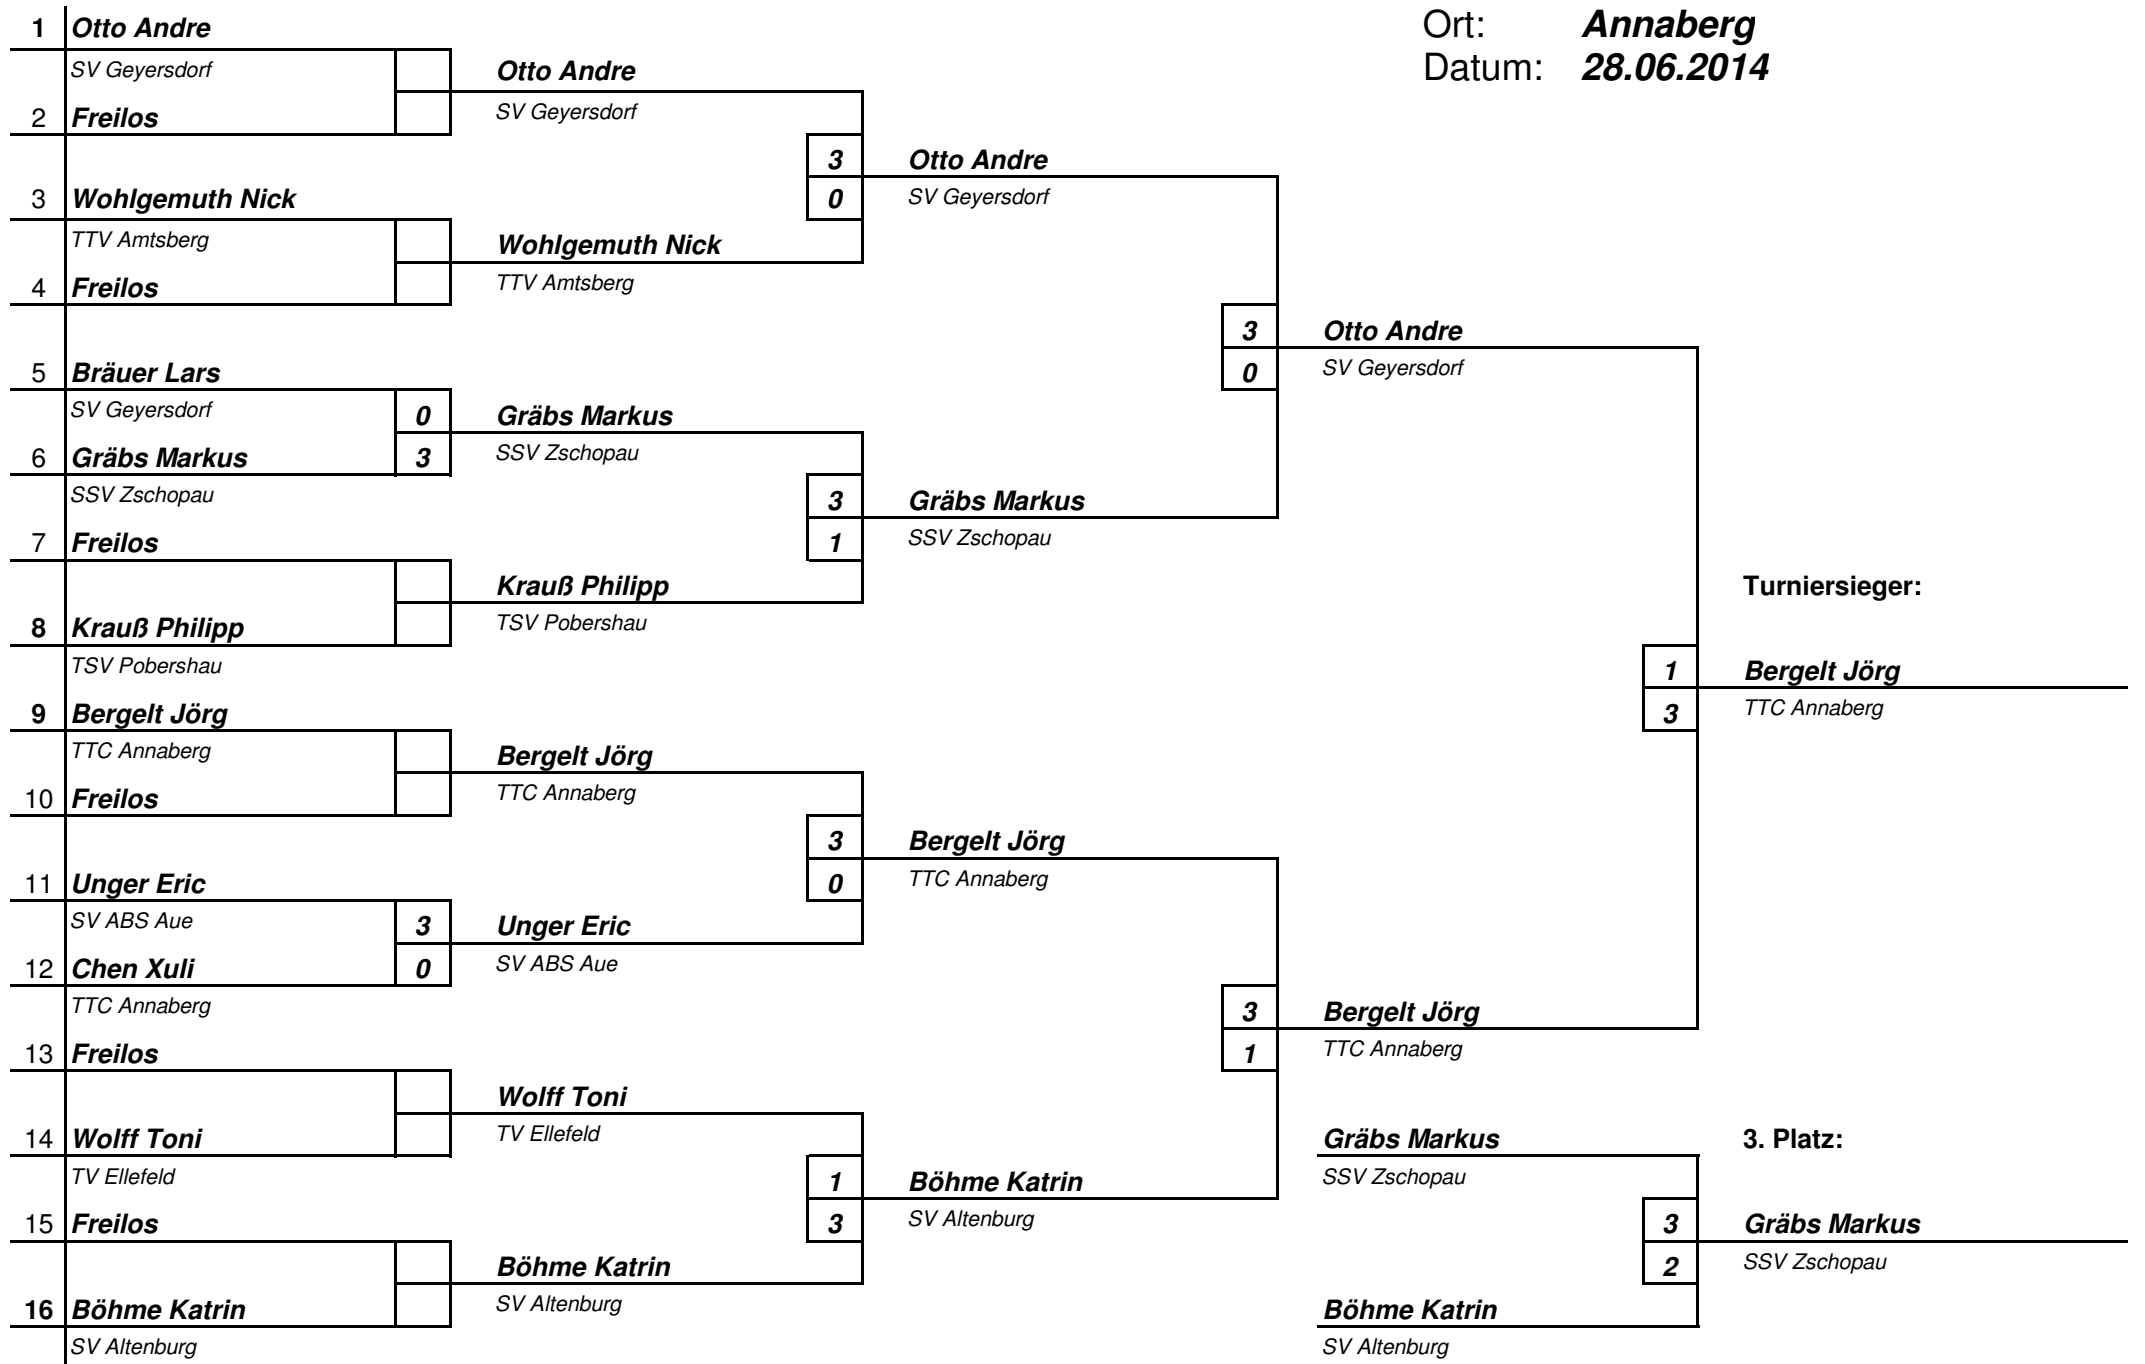 Ort: Annaberg
Datum: 28.06.2014
1 Otto Andre
SV Geyersdorf
2 Freilos
3 Wohlgemuth Nick
TTV Amtsberg
4 Freilos
5 Bräuer Lars
SV Geyersdorf
0
6 Gräbs Markus 3
SSV Zschopau
7 Freilos
8 Krauß Philipp
TSV Pobershau
9 Bergelt Jörg
TTC Annaberg
10 Freilos
11 Unger Eric
SV ABS Aue
3
12 Chen Xuli 0
TTC Annaberg
13 Freilos
14 Wolff Toni
TV Ellefeld
15 Freilos
16 Böhme Katrin
SV Altenburg
Otto Andre
SV Geyersdorf
3
0
Wohlgemuth Nick
TTV Amtsberg
Gräbs Markus
SSV Zschopau
3
1
Krauß Philipp
TSV Pobershau
Bergelt Jörg
TTC Annaberg
3
0
Unger Eric
SV ABS Aue
Wolff Toni
TV Ellefeld
1
3
Böhme Katrin
SV Altenburg
Otto Andre
SV Geyersdorf
3
0
Gräbs Markus
SSV Zschopau
Bergelt Jörg
TTC Annaberg
3
1
Böhme Katrin
SV Altenburg
Otto Andre
SV Geyersdorf
1
3
Bergelt Jörg
TTC Annaberg
Turniersieger:
Bergelt Jörg
TTC Annaberg
Gräbs Markus
SSV Zschopau
3
2
Böhme Katrin
SV Altenburg
3. Platz:
Gräbs Markus
SSV Zschopau